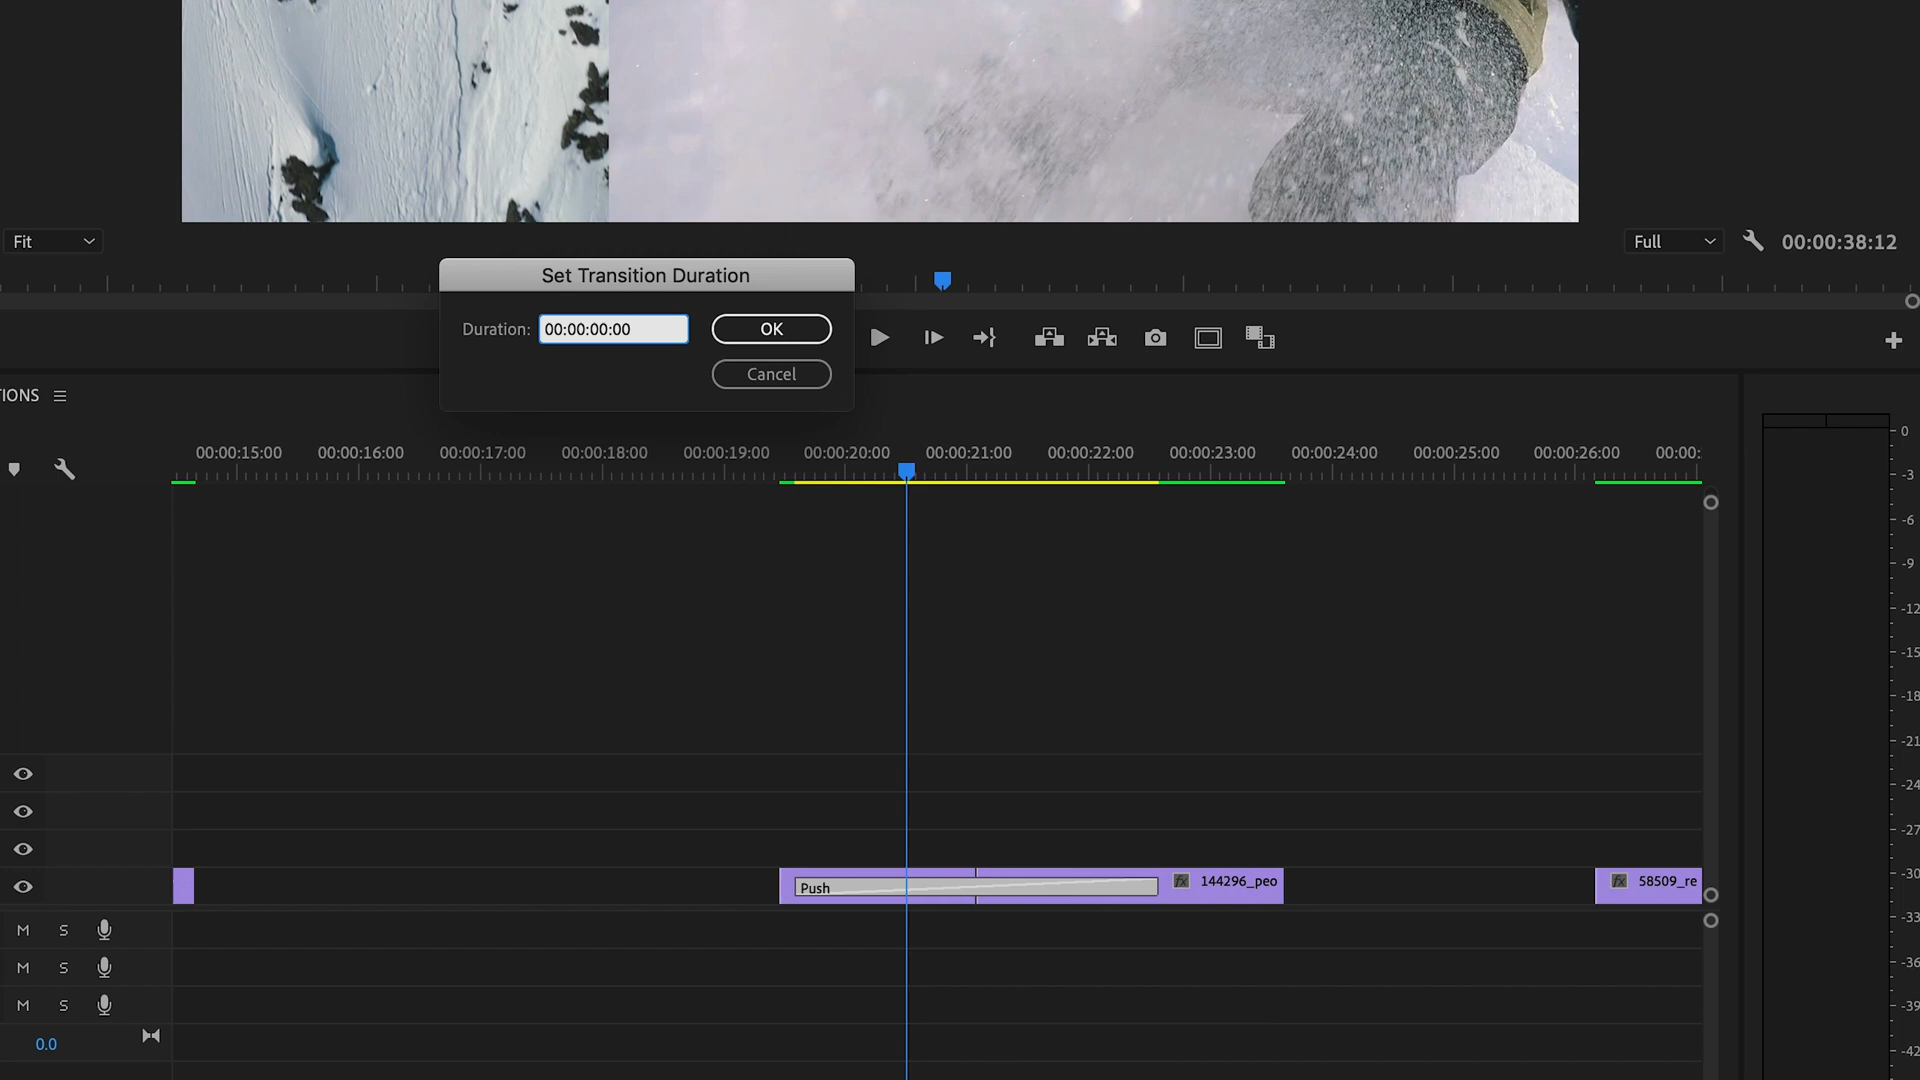 Fit
Full
00:00:38:12
Set Transition Duration
Duration: 00:00:00:00 OK
Cancel
IONS
00:00:15:00 00:00:16:00 00:00:17:00 00:00:18:00 00:00:19:00 00:00:20:00 00:00:21:00 00:00:22:00 00:00:23:00 00:00:24:00 00:00:25:00 00:00:26:00 00:00:
0
-3
-6
-9
-12
-15
-18
-21
-24
-27
-30
-33
-36
-39
-42
Push fx 144296_peo fx 58509_re
M S
M S
M S
0.0